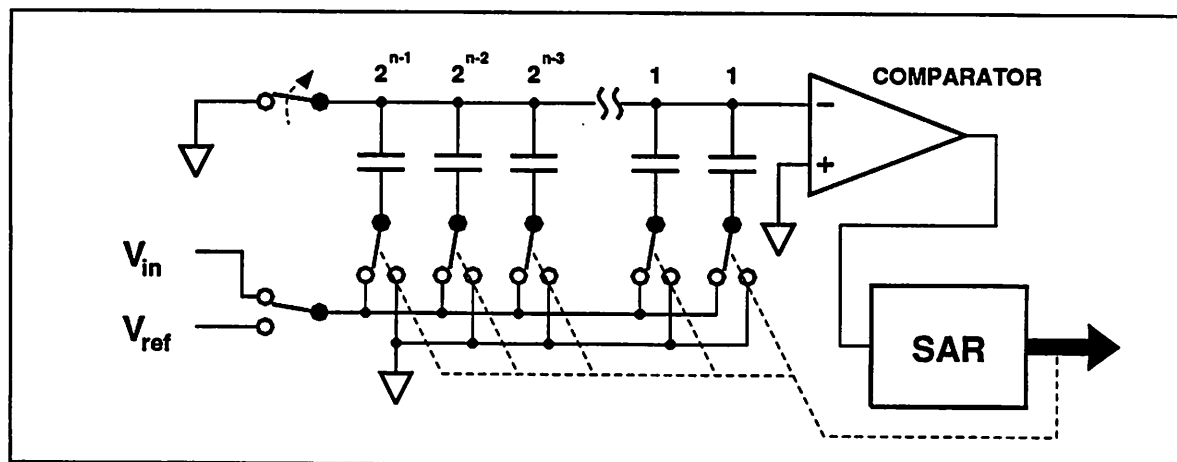 2^n-1 2^n-2 2^n-3 1 1
COMPARATOR
−
+
V_in
V_ref
SAR